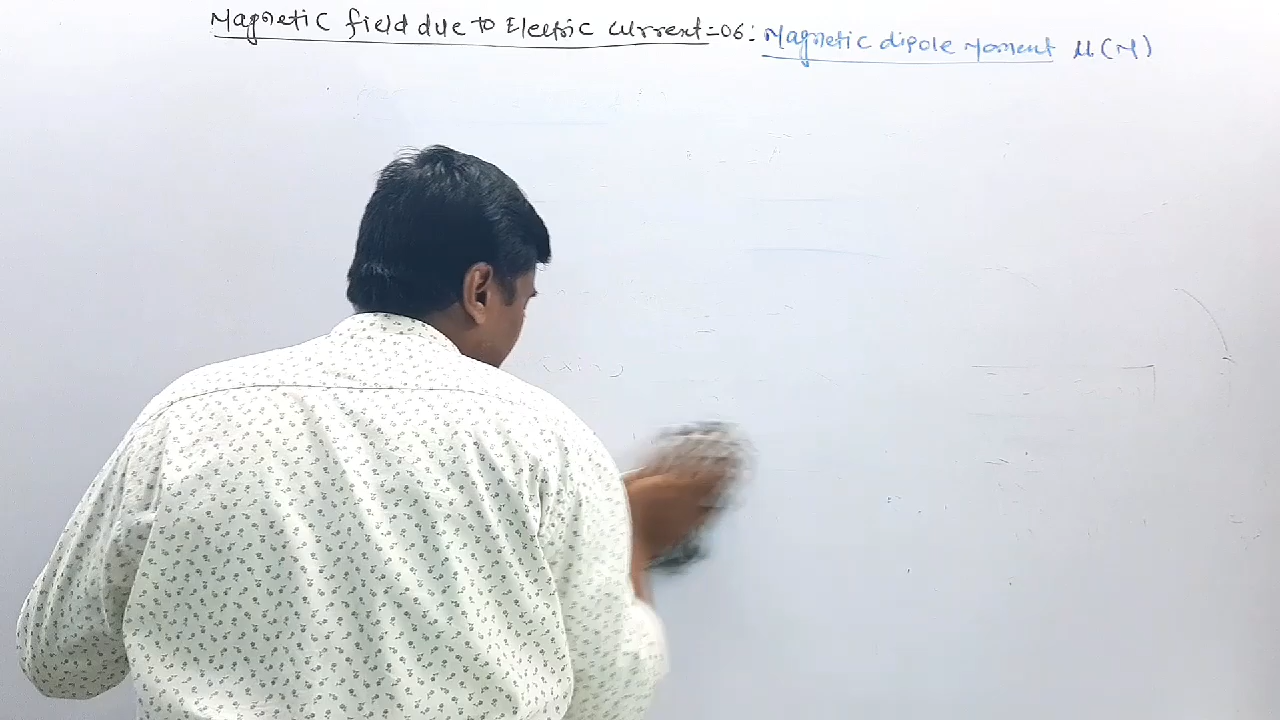 Magnetic field due to Electric current=06: Magnetic dipole Moment μ(M)